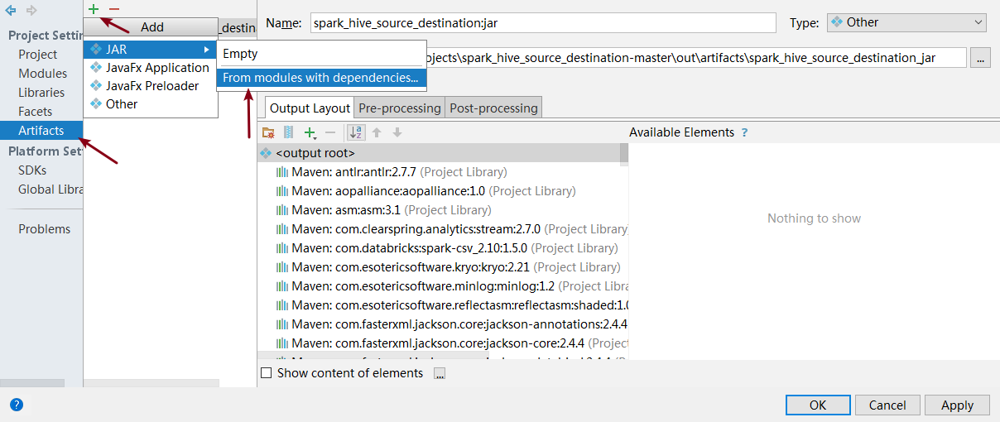 Project Settin
Project
Modules
Libraries
Facets
Artifacts
Platform Sett
SDKs
Global Libra
Problems
Add
JAR
JavaFx Application
JavaFx Preloader
Other
_destina
Empty
From modules with dependencies...
Name: spark_hive_source_destination:jar
Type: Other
ojects\spark_hive_source_destination-master\out\artifacts\spark_hive_source_destination_jar ...
Output Layout Pre-processing Post-processing
Available Elements ?
<output root>
Maven: antlr:antlr:2.7.7 (Project Library)
Maven: aopalliance:aopalliance:1.0 (Project Library)
Maven: asm:asm:3.1 (Project Library)
Maven: com.clearspring.analytics:stream:2.7.0 (Project Library)
Maven: com.databricks:spark-csv_2.10:1.5.0 (Project Library)
Maven: com.esotericsoftware.kryo:kryo:2.21 (Project Library)
Maven: com.esotericsoftware.minlog:minlog:1.2 (Project Libra
Maven: com.esotericsoftware.reflectasm:reflectasm:shaded:1.0
Maven: com.fasterxml.jackson.core:jackson-annotations:2.4.4
Maven: com.fasterxml.jackson.core:jackson-core:2.4.4 (Project
Nothing to show
Show content of elements ...
?
OK Cancel Apply